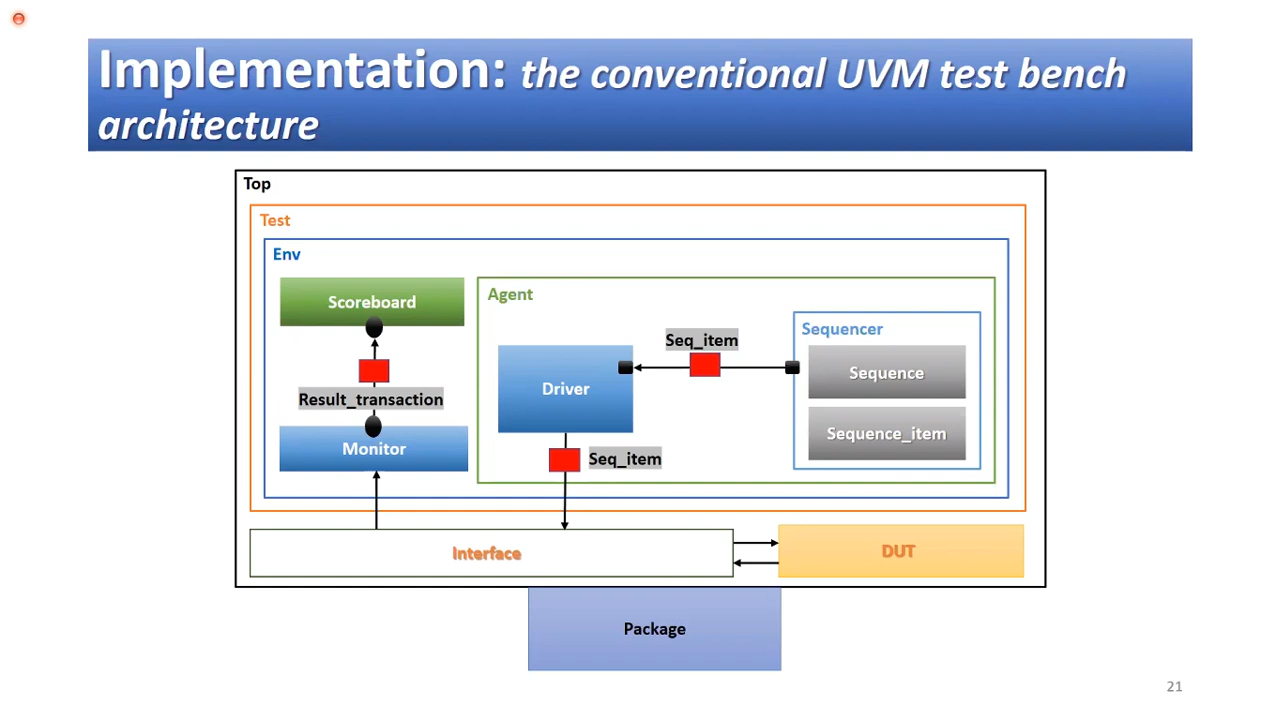 Implementation: the conventional UVM test bench
architecture
Top
Test
Env
Scoreboard
Agent
Sequencer
Seq_item
Sequence
Driver
Result_transaction
Sequence_item
Monitor
Seq_item
Interface
DUT
Package
21